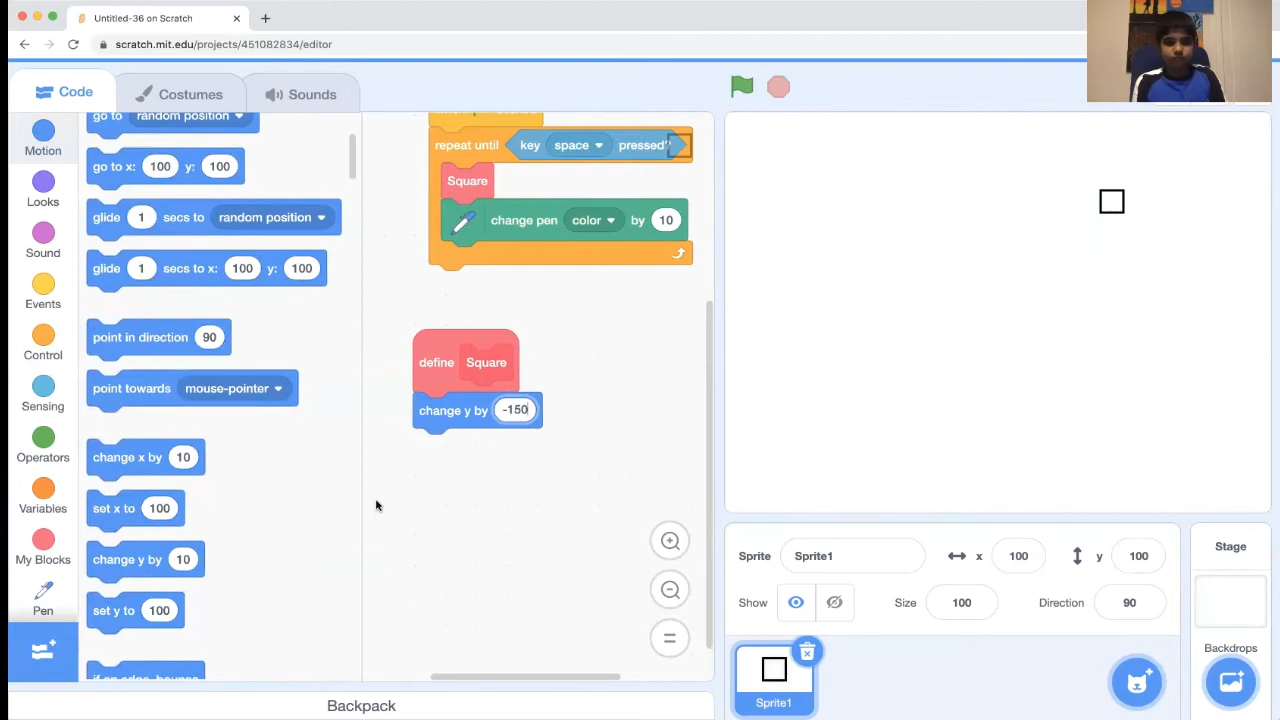 Untitled-36 on Scratch
scratch.mit.edu/projects/451082834/editor
Code
Costumes
Sounds
Motion
Looks
Sound
Events
Control
Sensing
Operators
Variables
My Blocks
Pen
go to random position
go to x: 100 y: 100
glide 1 secs to random position
glide 1 secs to x: 100 y: 100
point in direction 90
point towards mouse-pointer
change x by 10
set x to 100
change y by 10
set y to 100
if on edge, bounce
repeat until key space pressed?
Square
change pen color by 10
define Square
change y by -150
Backpack
Sprite Sprite1 x 100 y 100
Show Size 100 Direction 90
Sprite1
Stage
Backdrops